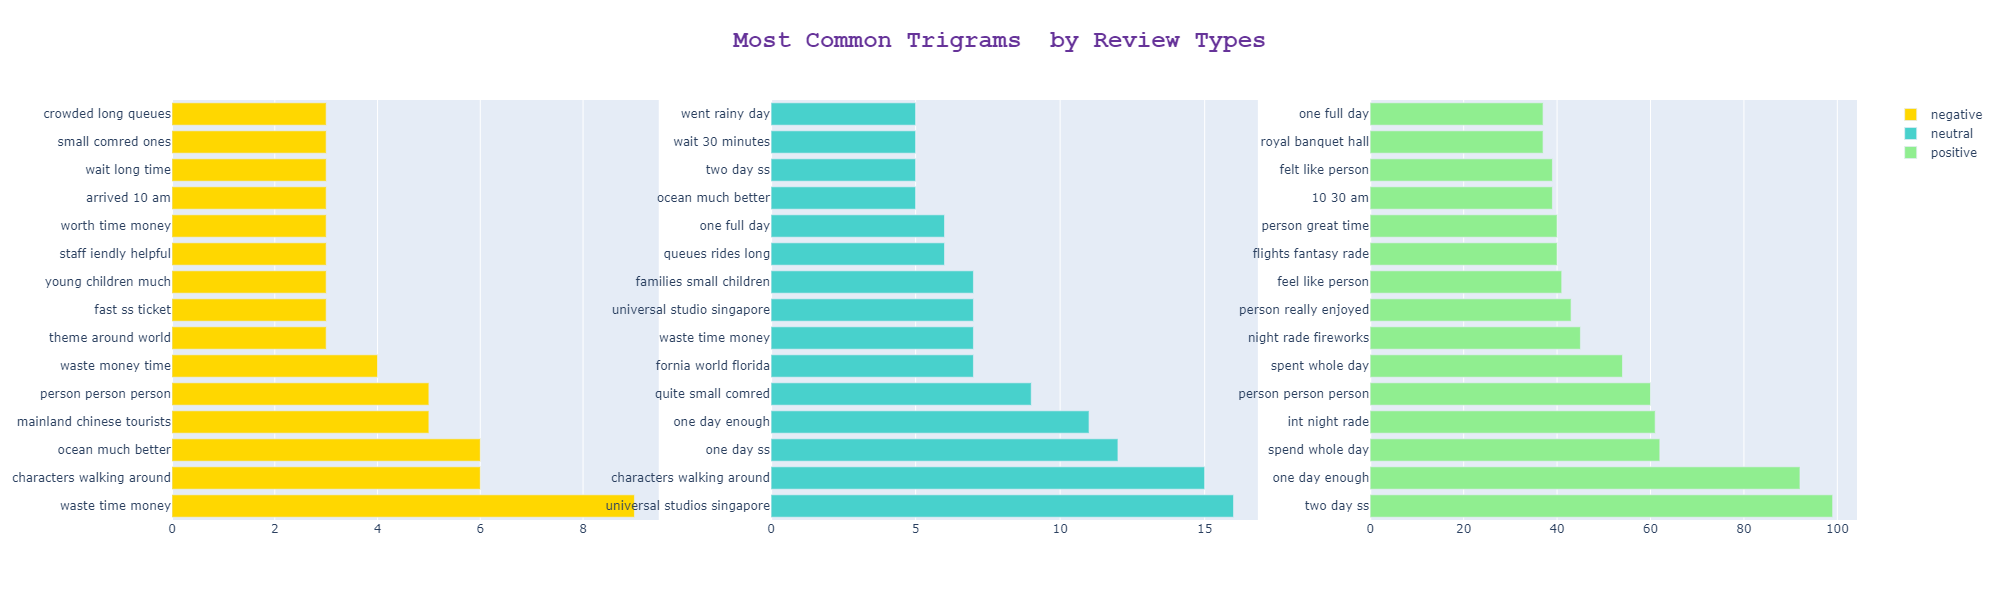 Most Common Trigrams  by Review Types
crowded long queues
small comred ones
wait long time
arrived 10 am
worth time money
staff iendly helpful
young children much
fast ss ticket
theme around world
waste money time
person person person
mainland chinese tourists
ocean much better
characters walking around
waste time money
0 2 4 6 8
went rainy day
wait 30 minutes
two day ss
ocean much better
one full day
queues rides long
families small children
universal studio singapore
waste time money
fornia world florida
quite small comred
one day enough
one day ss
characters walking around
universal studios singapore
0 5 10 15
one full day
royal banquet hall
felt like person
10 30 am
person great time
flights fantasy rade
feel like person
person really enjoyed
night rade fireworks
spent whole day
person person person
int night rade
spend whole day
one day enough
two day ss
0 20 40 60 80 100
negative
neutral
positive